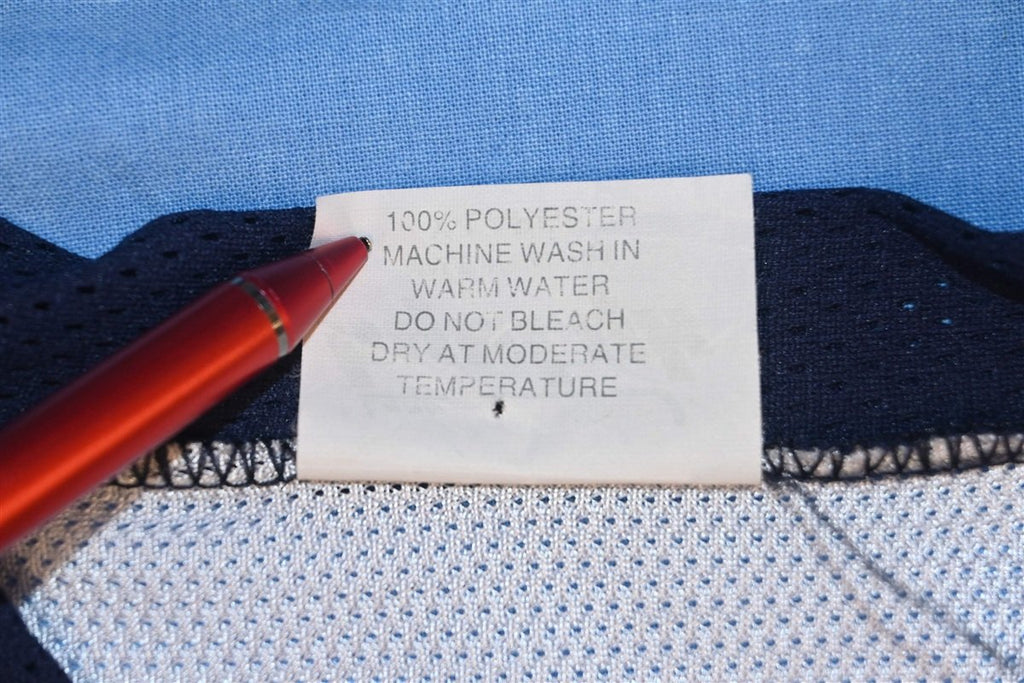 100% POLYESTER
MACHINE WASH IN
WARM WATER
DO NOT BLEACH
DRY AT MODERATE
TEMPERATURE